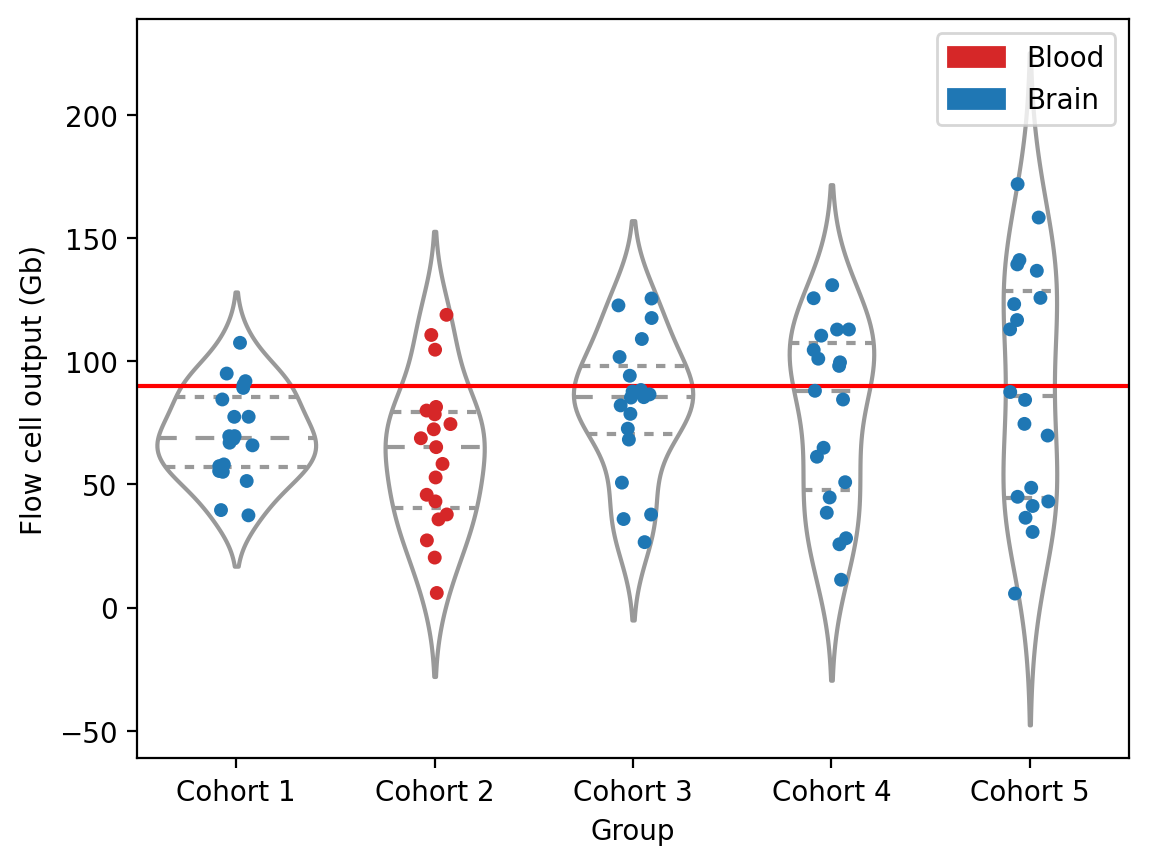 Flow cell output (Gb)
200
150
100
50
0
−50
Blood
Brain
Cohort 1
Cohort 2
Cohort 3
Cohort 4
Cohort 5
Group